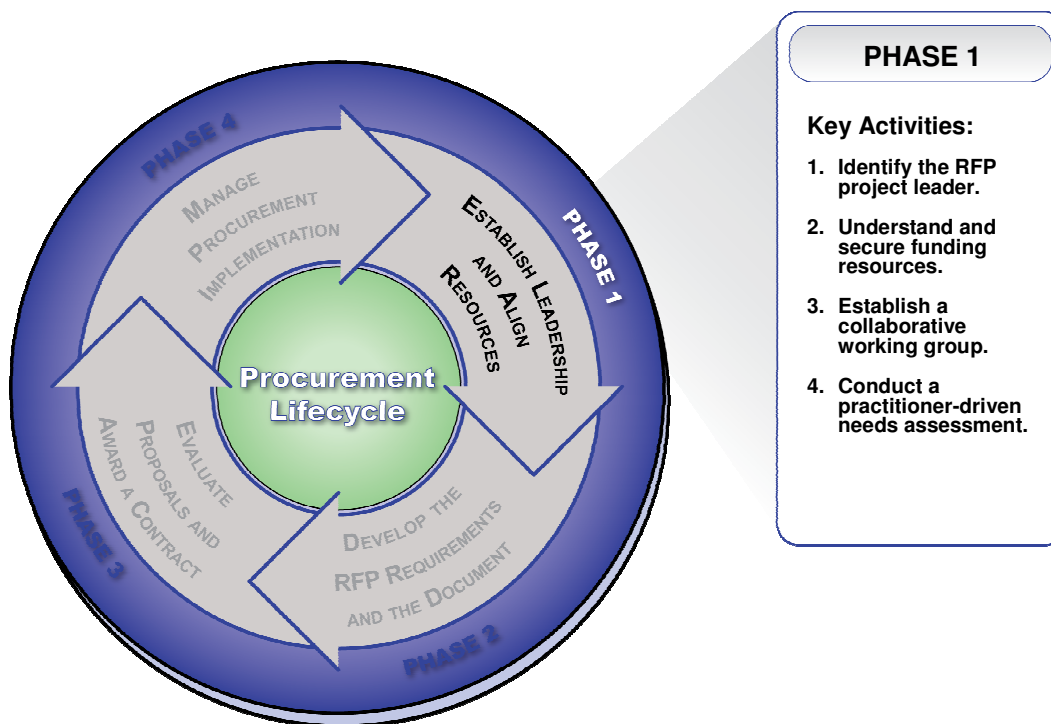 PHASE 4
MANAGE
PROCUREMENT
IMPLEMENTATION
PHASE 1
ESTABLISH LEADERSHIP
AND ALIGN
RESOURCES
Procurement
Lifecycle
EVALUATE
PROPOSALS AND
AWARD A CONTRACT
PHASE 3
DEVELOP THE
RFP REQUIREMENTS
AND THE DOCUMENT
PHASE 2
PHASE 1
Key Activities:
1. Identify the RFP
project leader.
2. Understand and
secure funding
resources.
3. Establish a
collaborative
working group.
4. Conduct a
practitioner-driven
needs assessment.